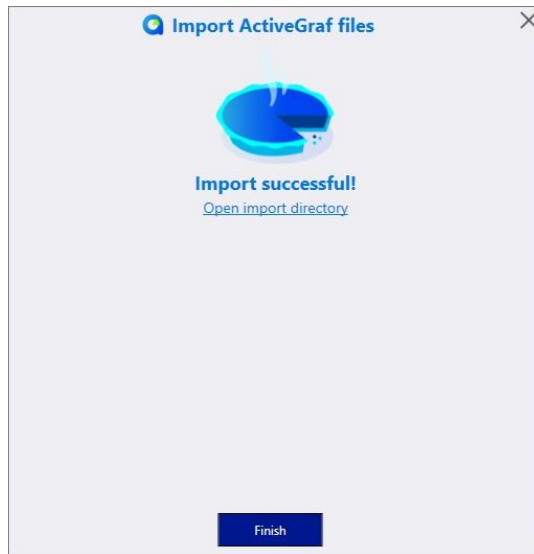 Import ActiveGraf files
Import successful!
Open import directory
Finish